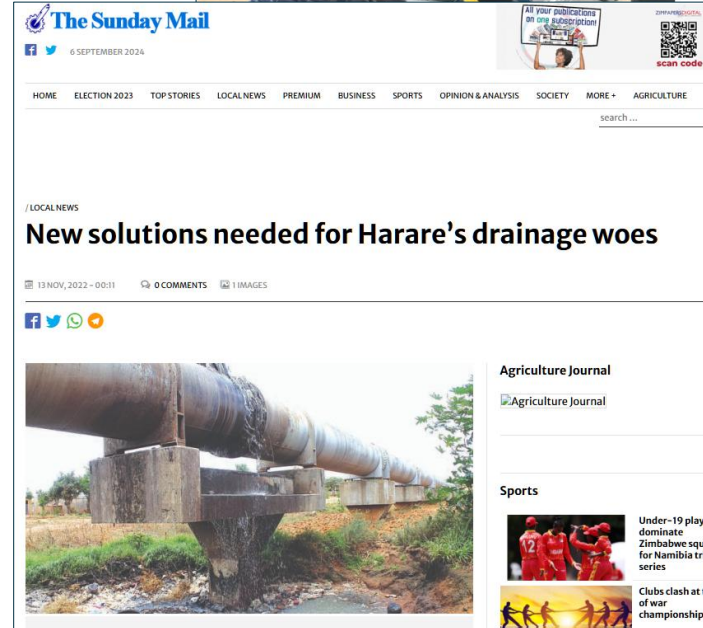 The Sunday Mail
6 SEPTEMBER 2024
All your publications
on one subscription!
ZIMPAPERSDIGITAL
scan code
HOME ELECTION 2023 TOP STORIES LOCAL NEWS PREMIUM BUSINESS SPORTS OPINION & ANALYSIS SOCIETY MORE + AGRICULTURE
search ...
/ LOCAL NEWS
New solutions needed for Harare’s drainage woes
13 NOV, 2022 - 00:11 0 COMMENTS 1 IMAGES
Agriculture Journal
Agriculture Journal
Sports
Under-19 play
dominate
Zimbabwe squ
for Namibia tr
series
Clubs clash at t
of war
championship
12